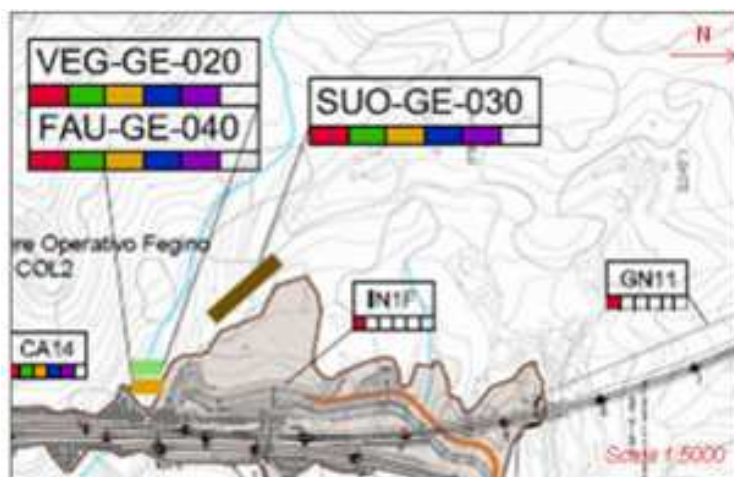 VEG-GE-020
N
FAU-GE-040
SUO-GE-030
re Operativo Fegino
COL2
IN1F
GN11
CA14
Scala 1:5000